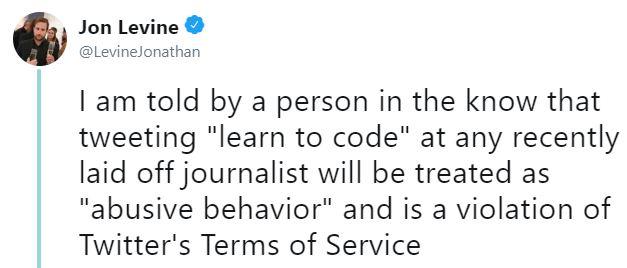 Jon Levine
@LevineJonathan
I am told by a person in the know that
tweeting "learn to code" at any recently
laid off journalist will be treated as
"abusive behavior" and is a violation of
Twitter's Terms of Service